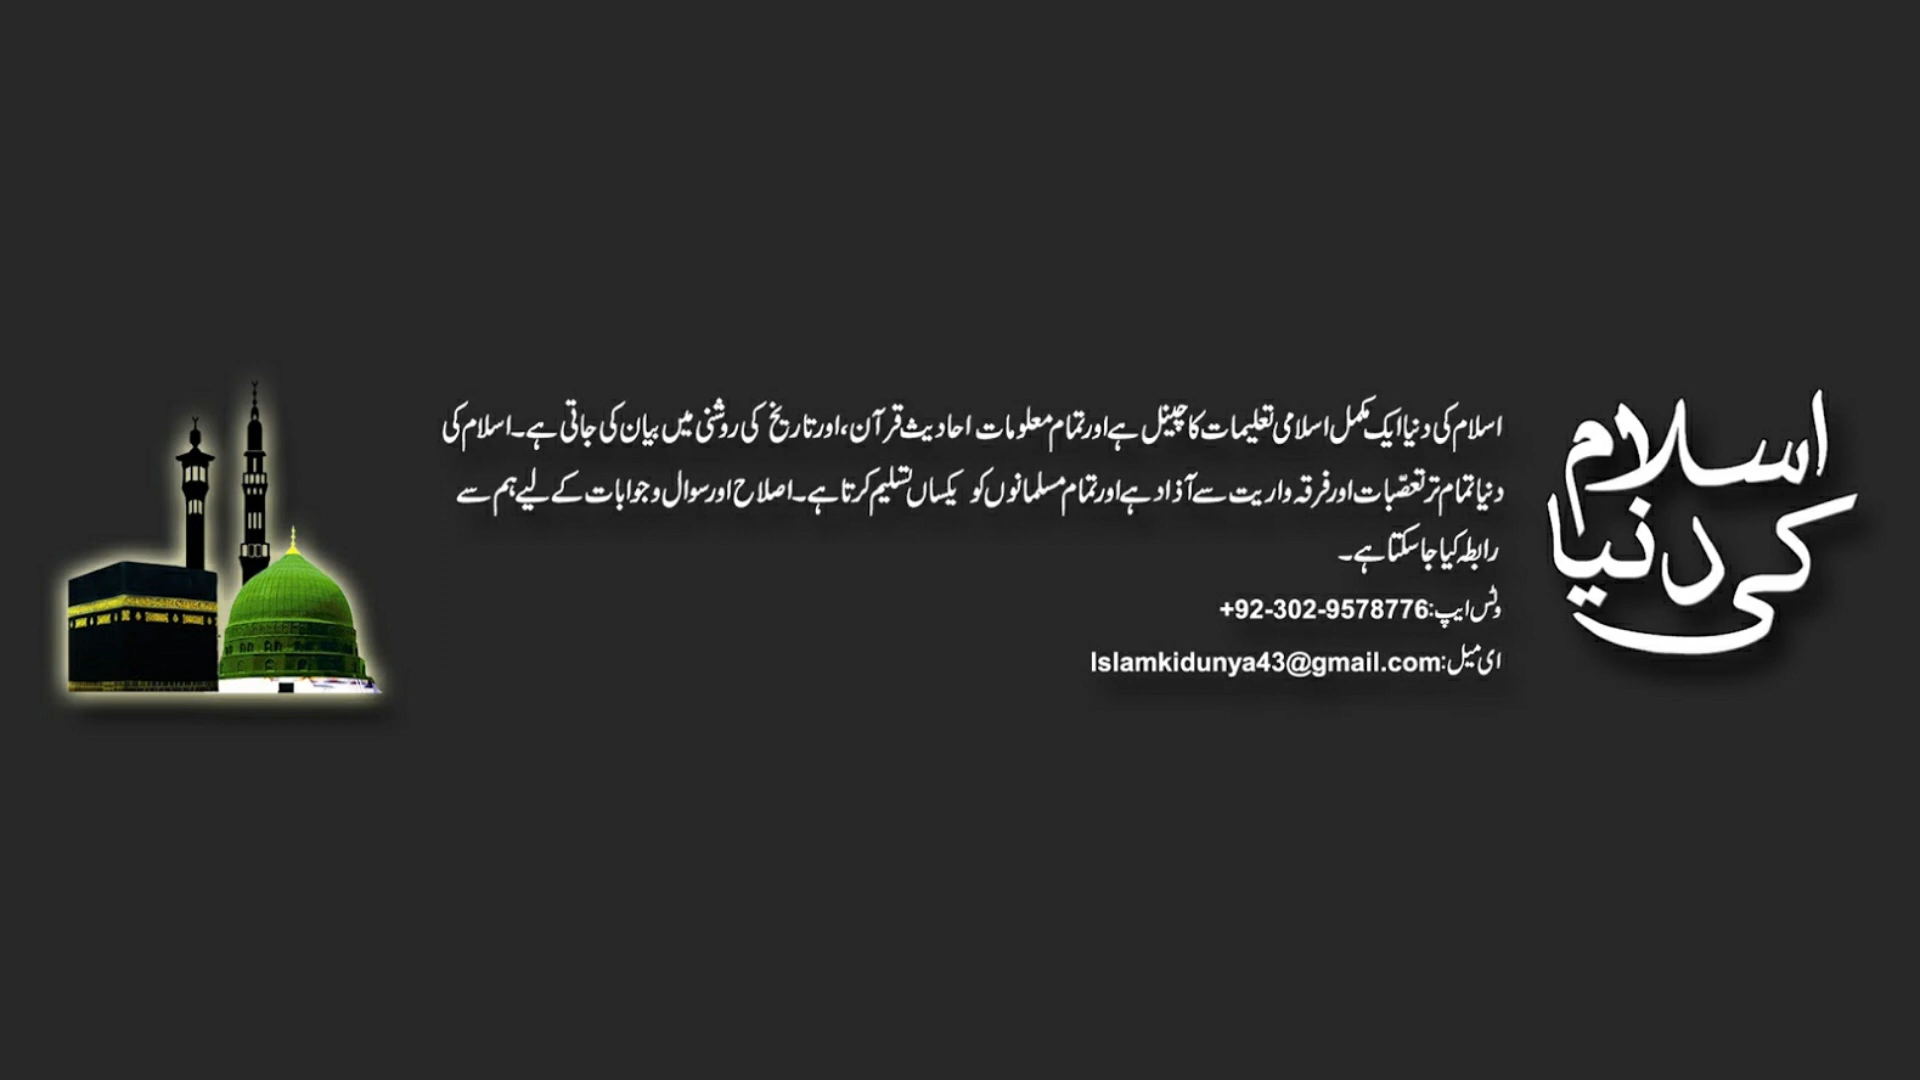 اسلام
کی دنیا
اسلام کی دنیا ایک مکمل اسلامی تعلیمات کا چینل ہے اور تمام معلومات احادیث قرآن، اور تاریخ کی روشنی میں بیان کی جاتی ہے۔ اسلام کی
دنیا تمام تر تعصّبات اور فرقہ واریت سے آذاد ہے اور تمام مسلمانوں کو یکساں تسلیم کرتا ہے۔ اصلاح اور سوال و جوابات کے لیے ہم سے
رابطہ کیا جا سکتا ہے۔
وٹس ایپ: +92-302-9578776
ای میل: Islamkidunya43@gmail.com